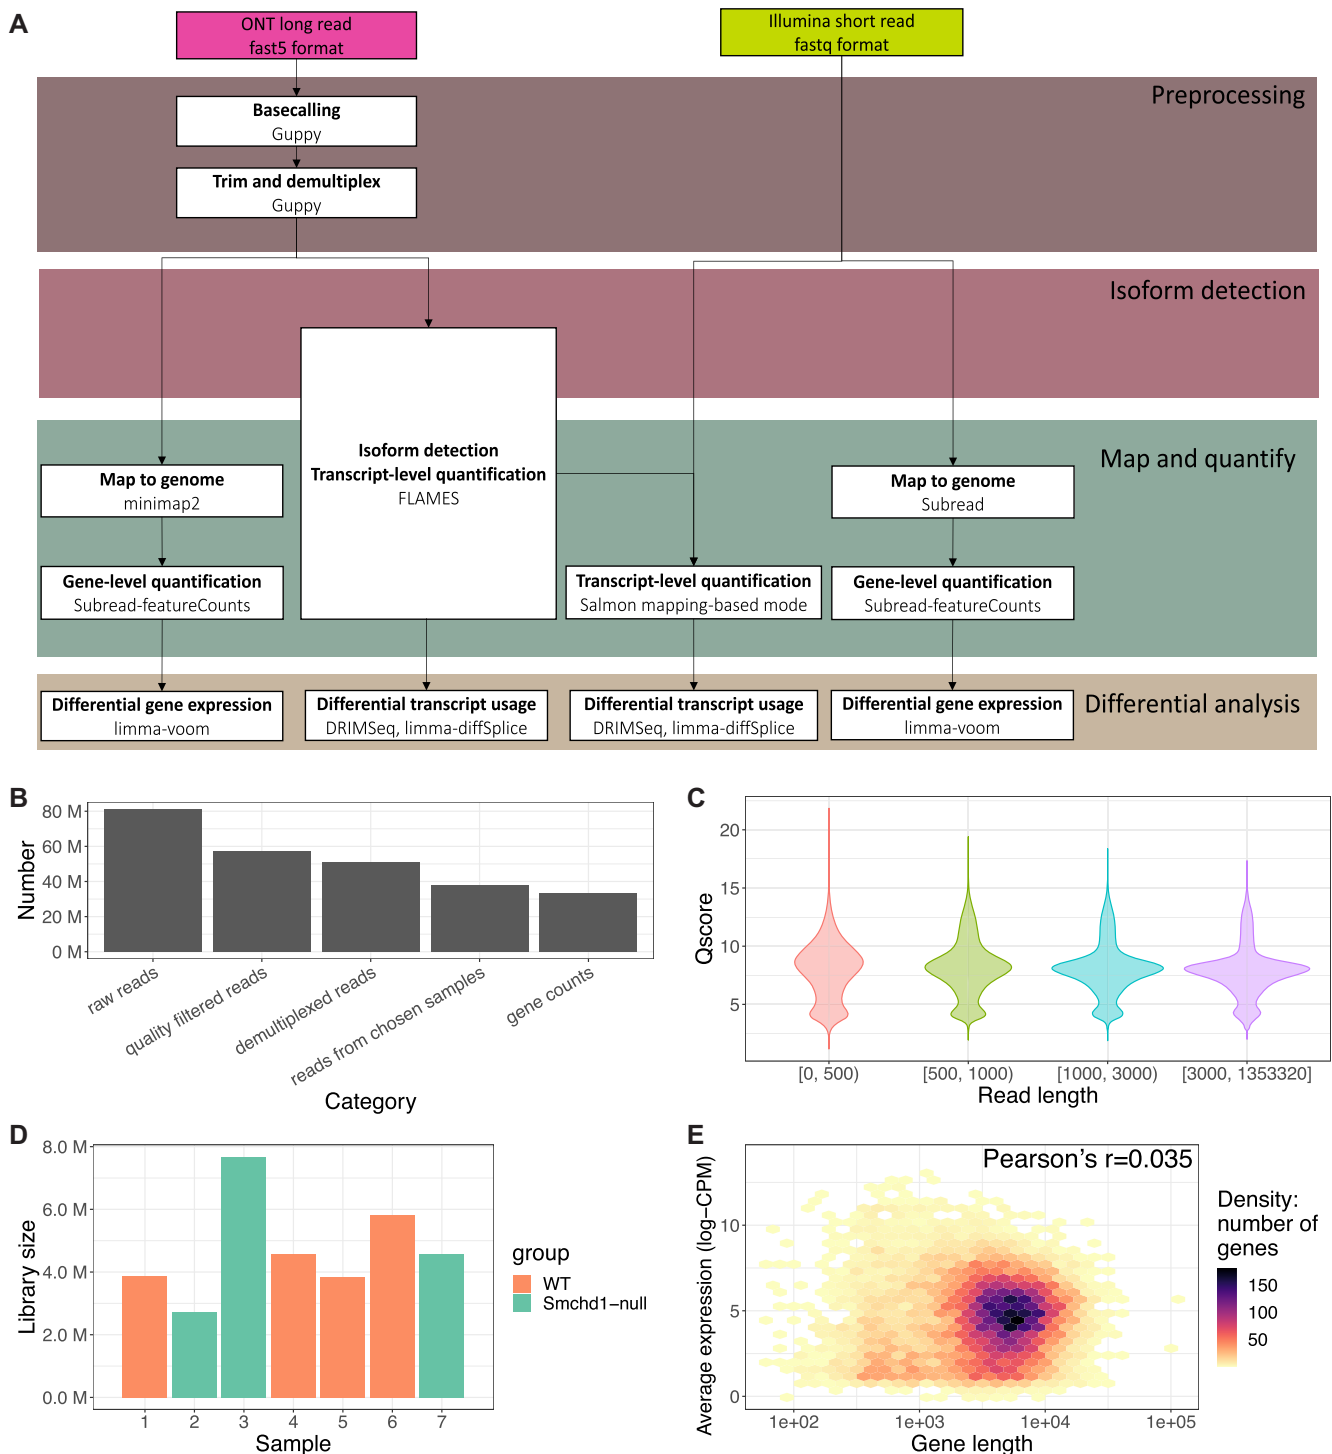 A
ONT long read
fast5 format
Illumina short read
fastq format
Preprocessing
Basecalling
Guppy
Trim and demultiplex
Guppy
Isoform detection
Isoform detection
Transcript-level quantification
FLAMES
Map and quantify
Map to genome
minimap2
Map to genome
Subread
Gene-level quantification
Subread-featureCounts
Transcript-level quantification
Salmon mapping-based mode
Gene-level quantification
Subread-featureCounts
Differential analysis
Differential gene expression
limma-voom
Differential transcript usage
DRIMSeq, limma-diffSplice
Differential transcript usage
DRIMSeq, limma-diffSplice
Differential gene expression
limma-voom
B
Number
80 M
60 M
40 M
20 M
0 M
raw reads
quality filtered reads
demultiplexed reads
reads from chosen samples
gene counts
Category
C
Qscore
20
15
10
5
[0, 500)
[500, 1000)
[1000, 3000)
[3000, 1353320]
Read length
D
Library size
8.0 M
6.0 M
4.0 M
2.0 M
0.0 M
1 2 3 4 5 6 7
Sample
group
WT
Smchd1−null
E
Average expression (log−CPM)
Pearson's r=0.035
10
5
0
1e+02 1e+03 1e+04 1e+05
Gene length
Density:
number of
genes
150
100
50